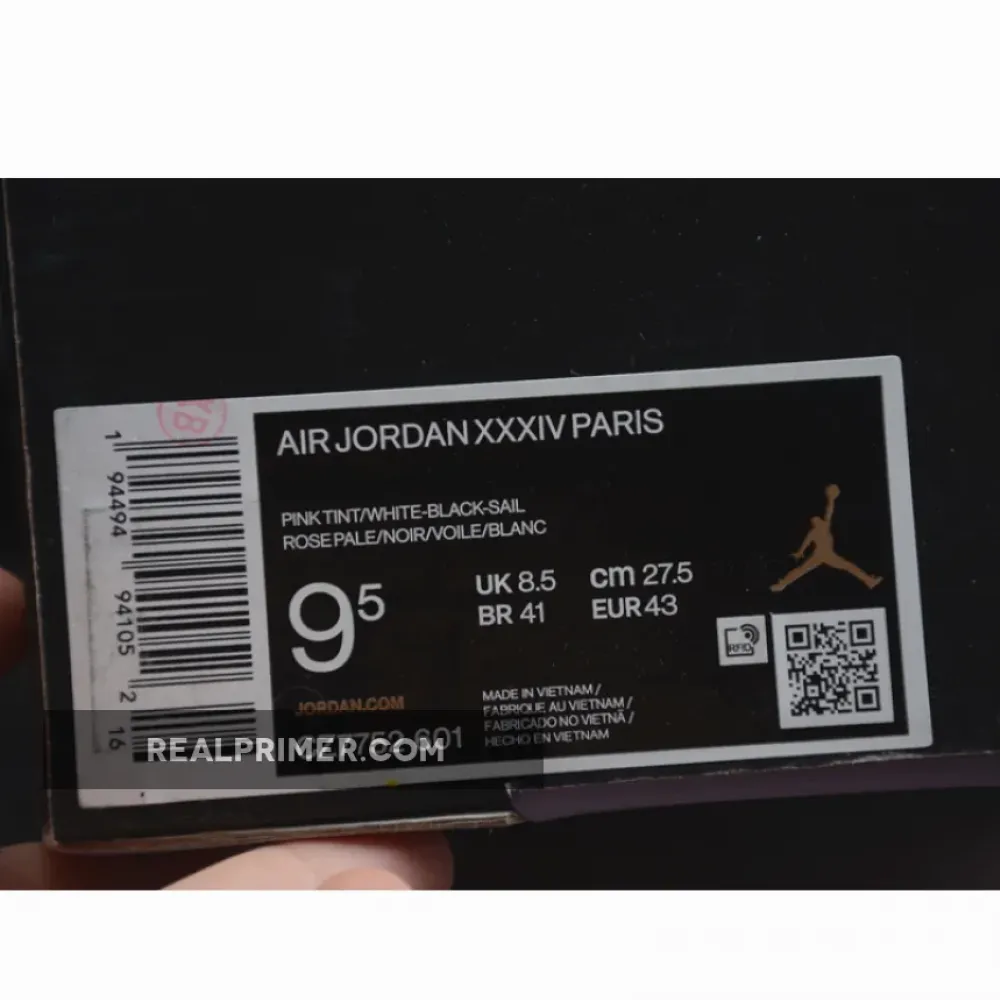 AIR JORDAN XXXIV PARIS
PINK TINT/WHITE-BLACK-SAIL
ROSE PALE/NOIR/VOILE/BLANC
9⁵
UK 8.5 cm 27.5
BR 41 EUR 43
RFID
JORDAN.COM
MADE IN VIETNAM /
FABRIQUE AU VIETNAM /
FABRICADO NO VIETNÃ /
HECHO EN VIETNAM
1 94494 94105 2
16
REALPRIMER.COM